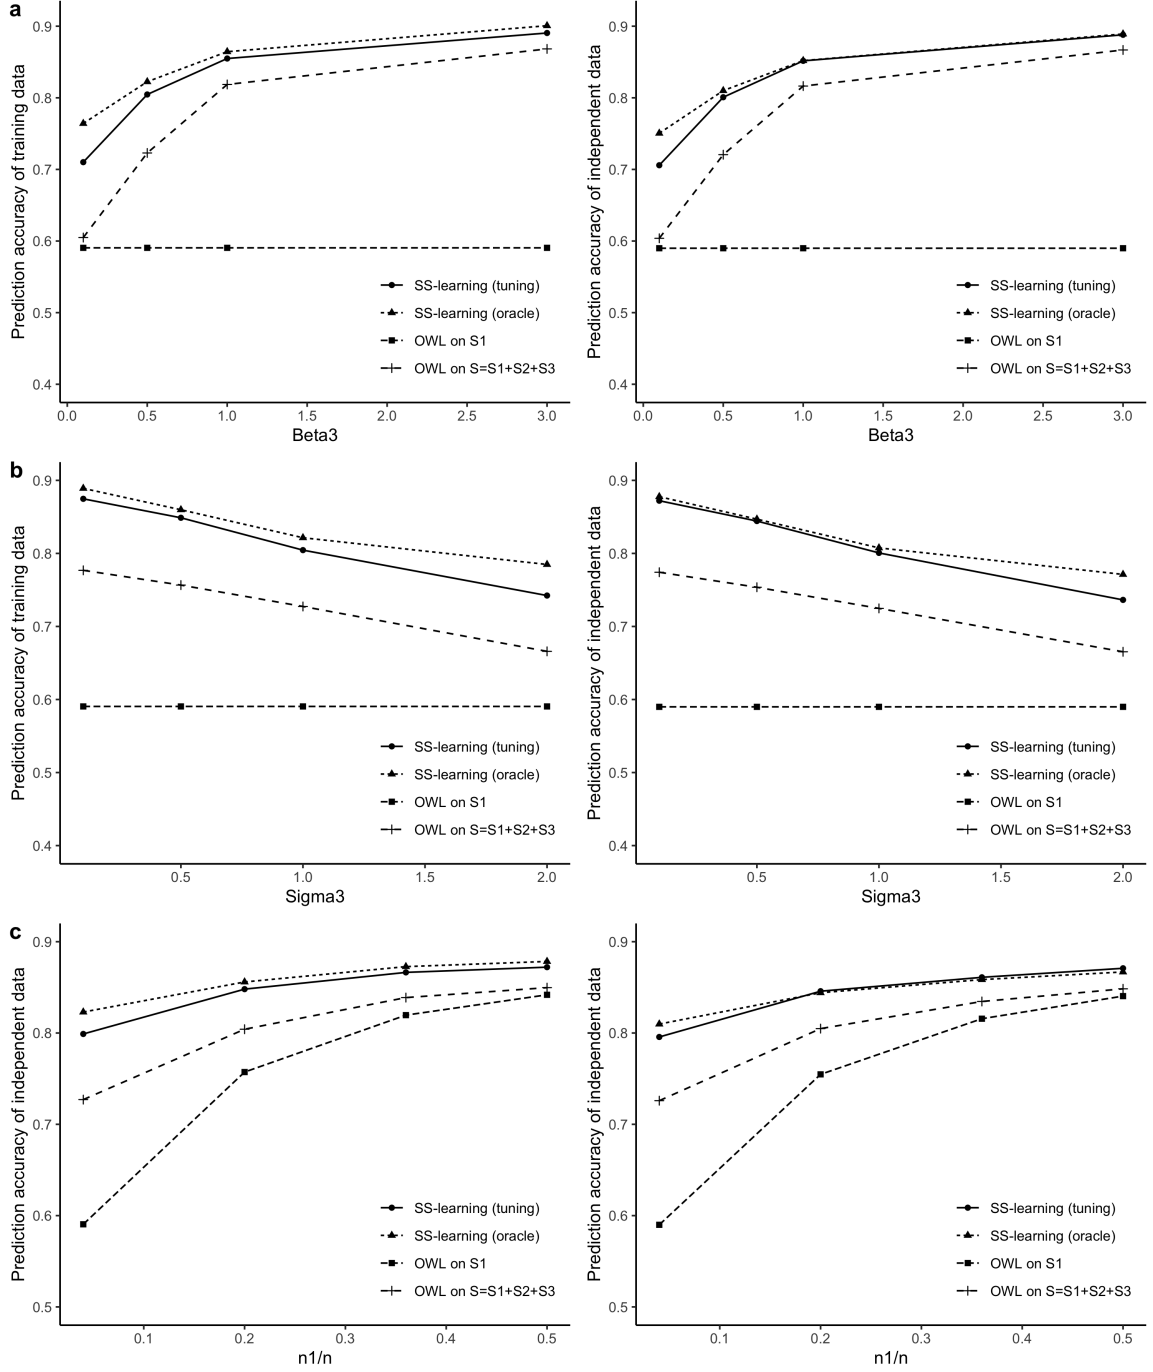 a
Prediction accuracy of training data
0.9
0.8
0.7
0.6
0.5
0.4
0.0 0.5 1.0 1.5 2.0 2.5 3.0
Beta3
SS-learning (tuning)
SS-learning (oracle)
OWL on S1
OWL on S=S1+S2+S3
Prediction accuracy of independent data
0.9
0.8
0.7
0.6
0.5
0.4
0.0 0.5 1.0 1.5 2.0 2.5 3.0
Beta3
SS-learning (tuning)
SS-learning (oracle)
OWL on S1
OWL on S=S1+S2+S3
b
Prediction accuracy of training data
0.9
0.8
0.7
0.6
0.5
0.4
0.5 1.0 1.5 2.0
Sigma3
SS-learning (tuning)
SS-learning (oracle)
OWL on S1
OWL on S=S1+S2+S3
Prediction accuracy of independent data
0.9
0.8
0.7
0.6
0.5
0.4
0.5 1.0 1.5 2.0
Sigma3
SS-learning (tuning)
SS-learning (oracle)
OWL on S1
OWL on S=S1+S2+S3
c
Prediction accuracy of independent data
0.9
0.8
0.7
0.6
0.5
0.1 0.2 0.3 0.4 0.5
n1/n
SS-learning (tuning)
SS-learning (oracle)
OWL on S1
OWL on S=S1+S2+S3
Prediction accuracy of independent data
0.9
0.8
0.7
0.6
0.5
0.1 0.2 0.3 0.4 0.5
n1/n
SS-learning (tuning)
SS-learning (oracle)
OWL on S1
OWL on S=S1+S2+S3